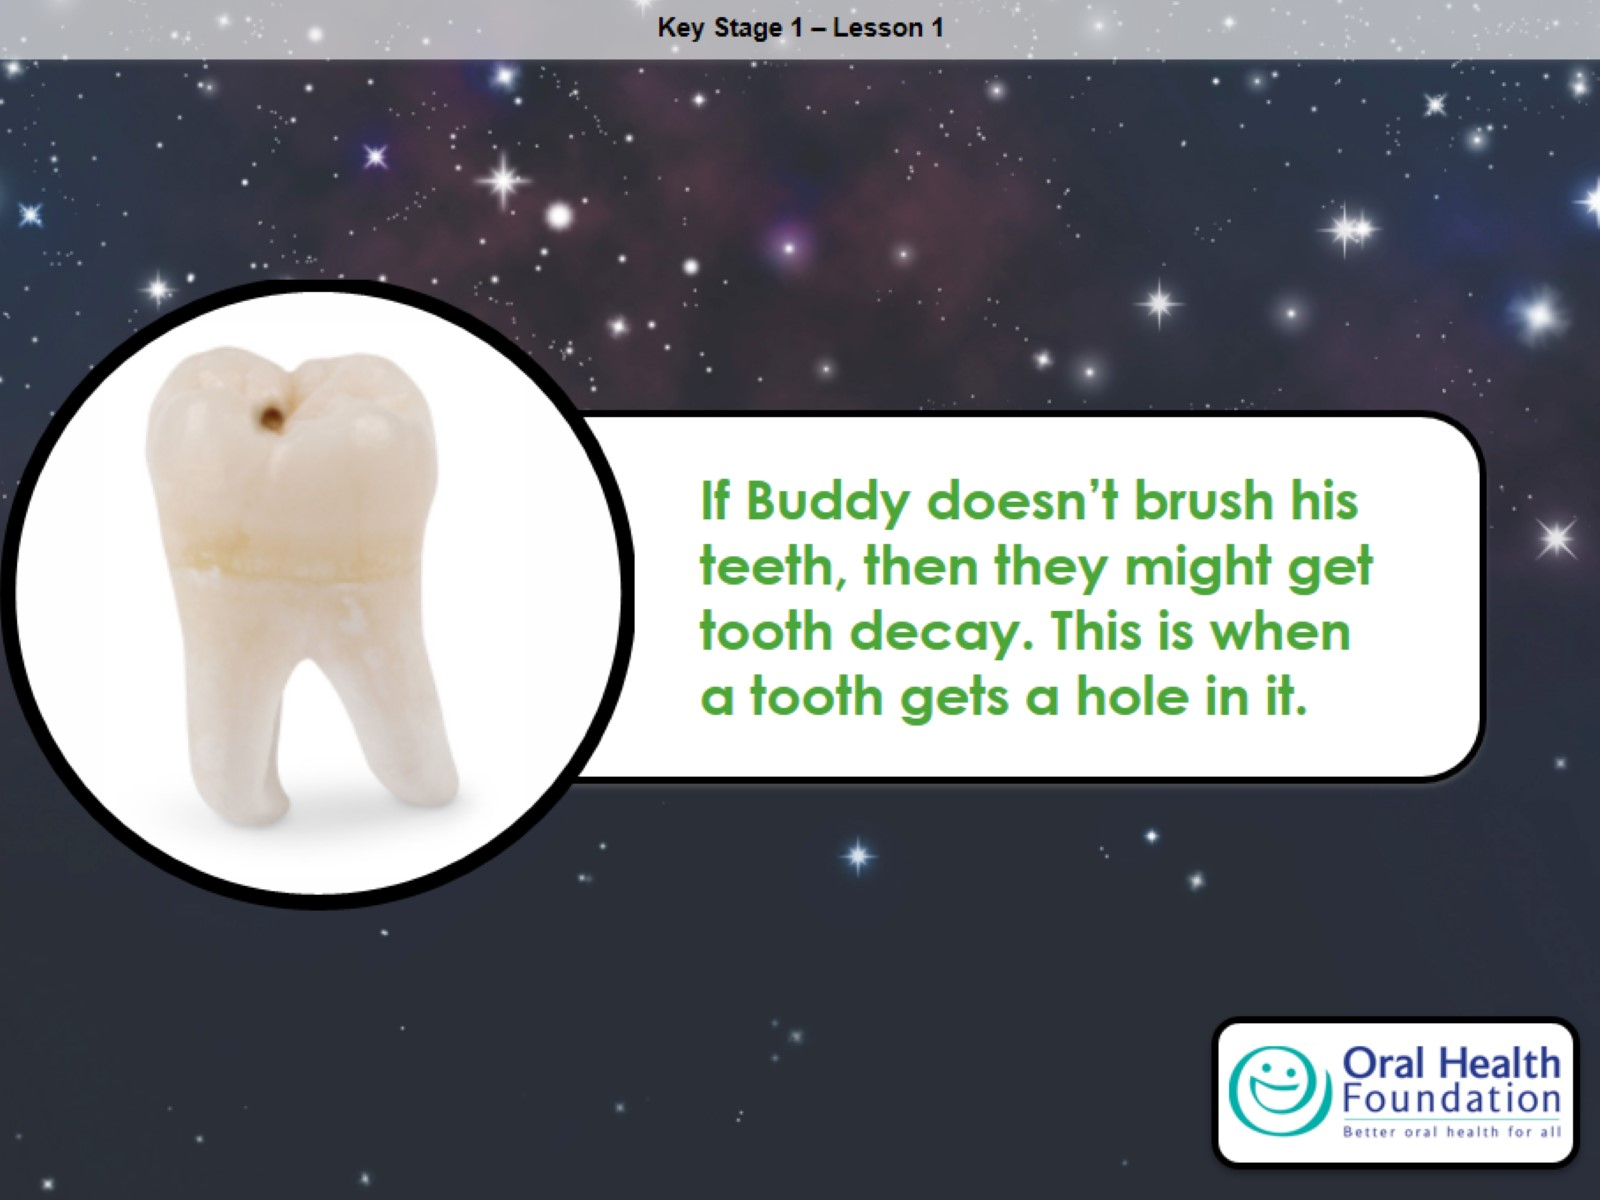 Key Stage 1 – Lesson 1
If Buddy doesn’t brush his
teeth, then they might get
tooth decay. This is when
a tooth gets a hole in it.
Oral Health
Foundation
Better oral health for all